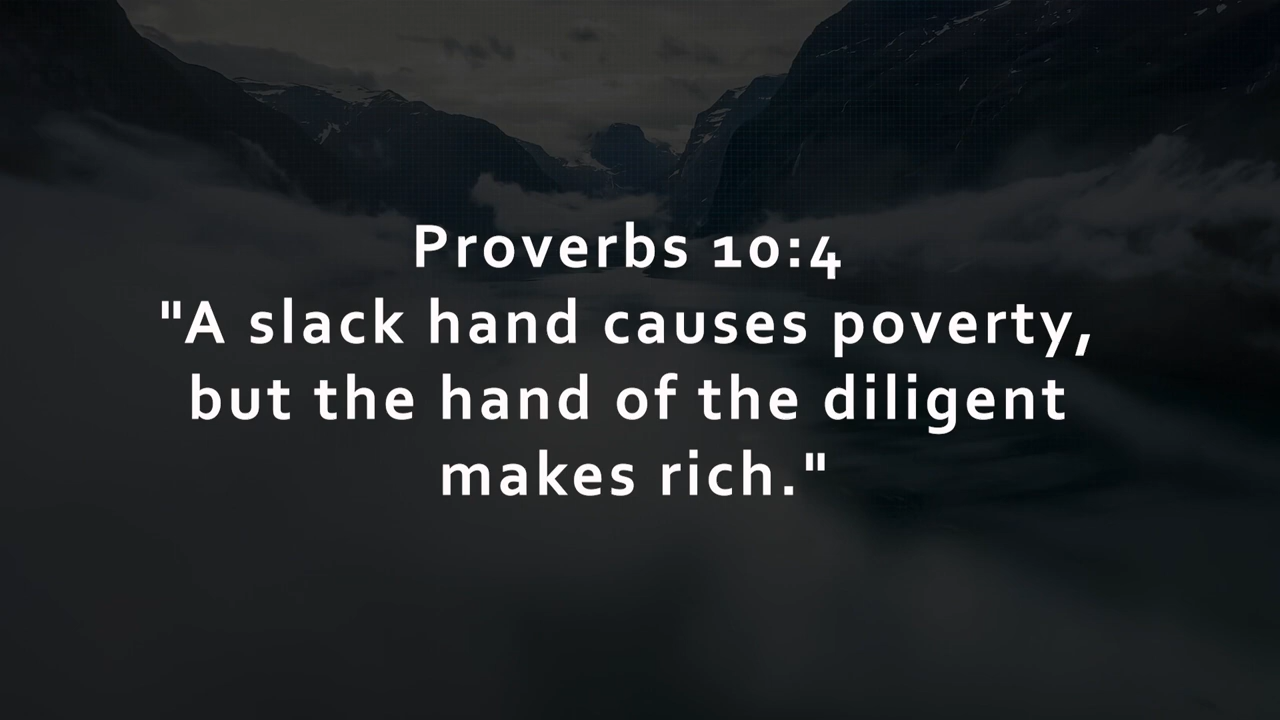 Proverbs 10:4
"A slack hand causes poverty,
but the hand of the diligent
makes rich."